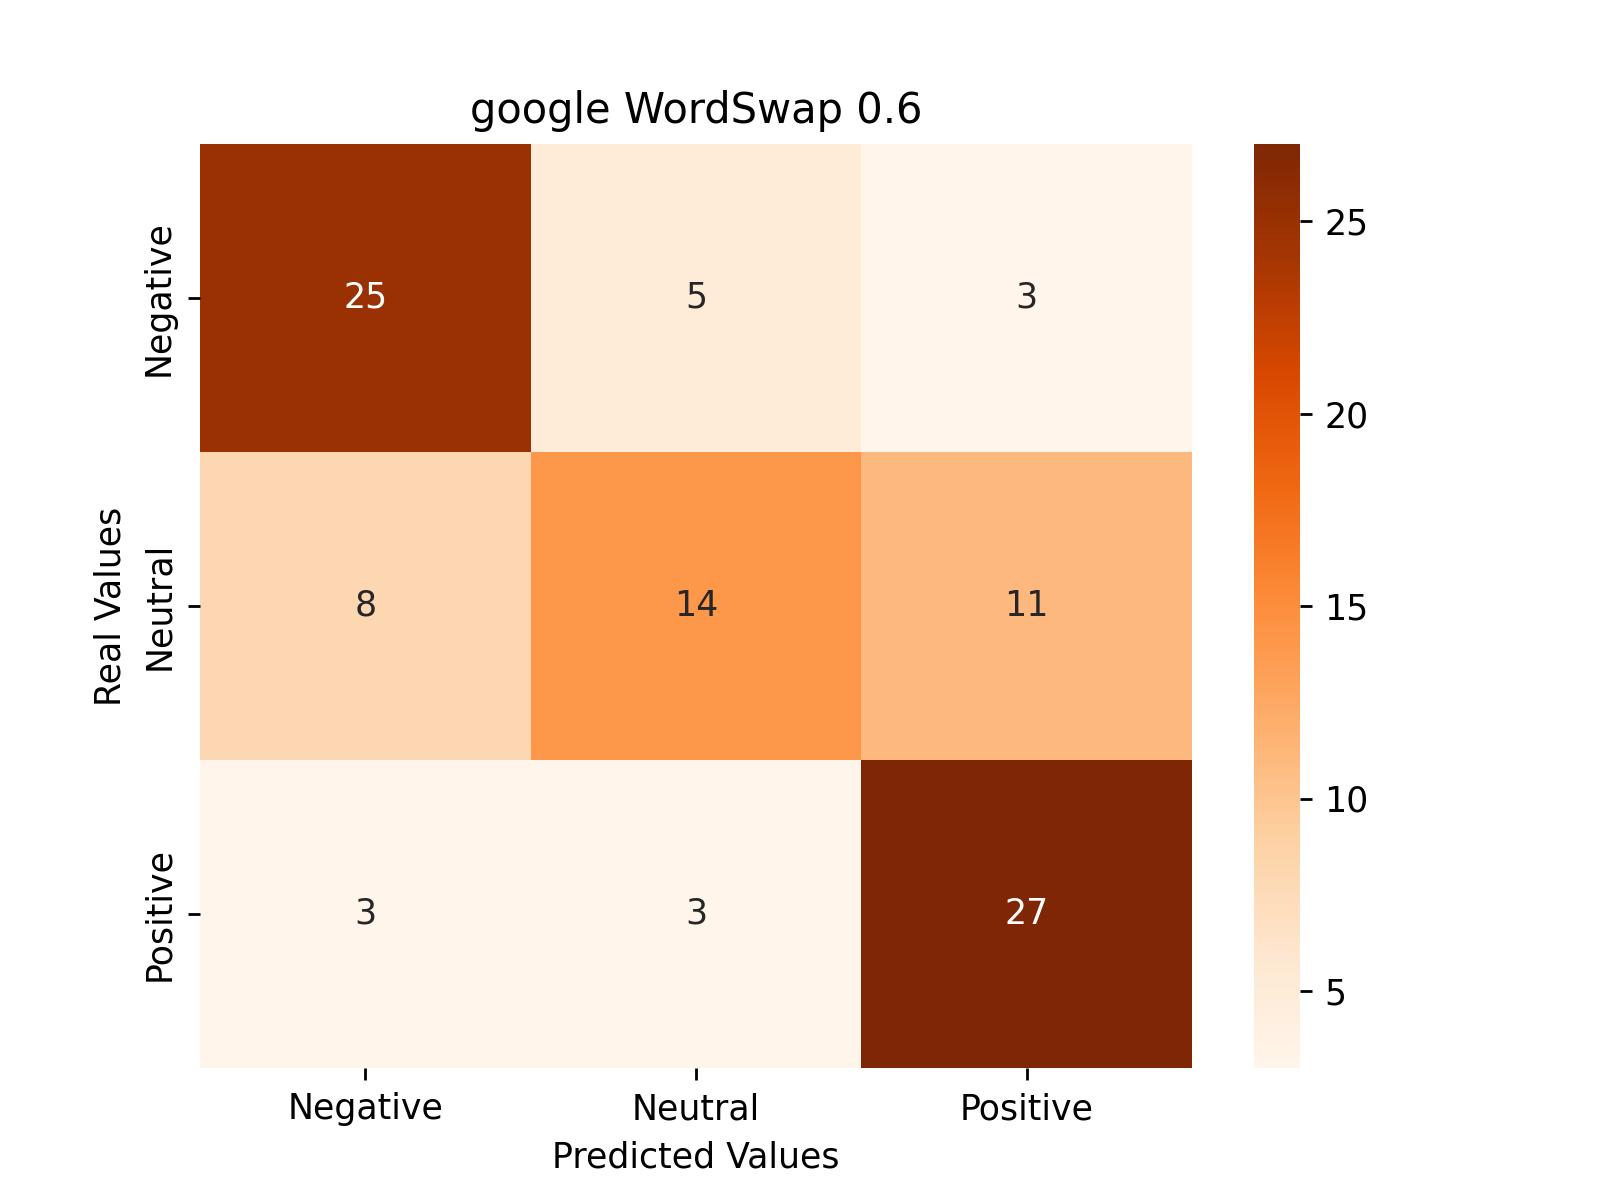 google WordSwap 0.6
Real Values
Negative
25 5 3
Neutral
8 14 11
Positive
3 3 27
Negative Neutral Positive
Predicted Values
25
20
15
10
5